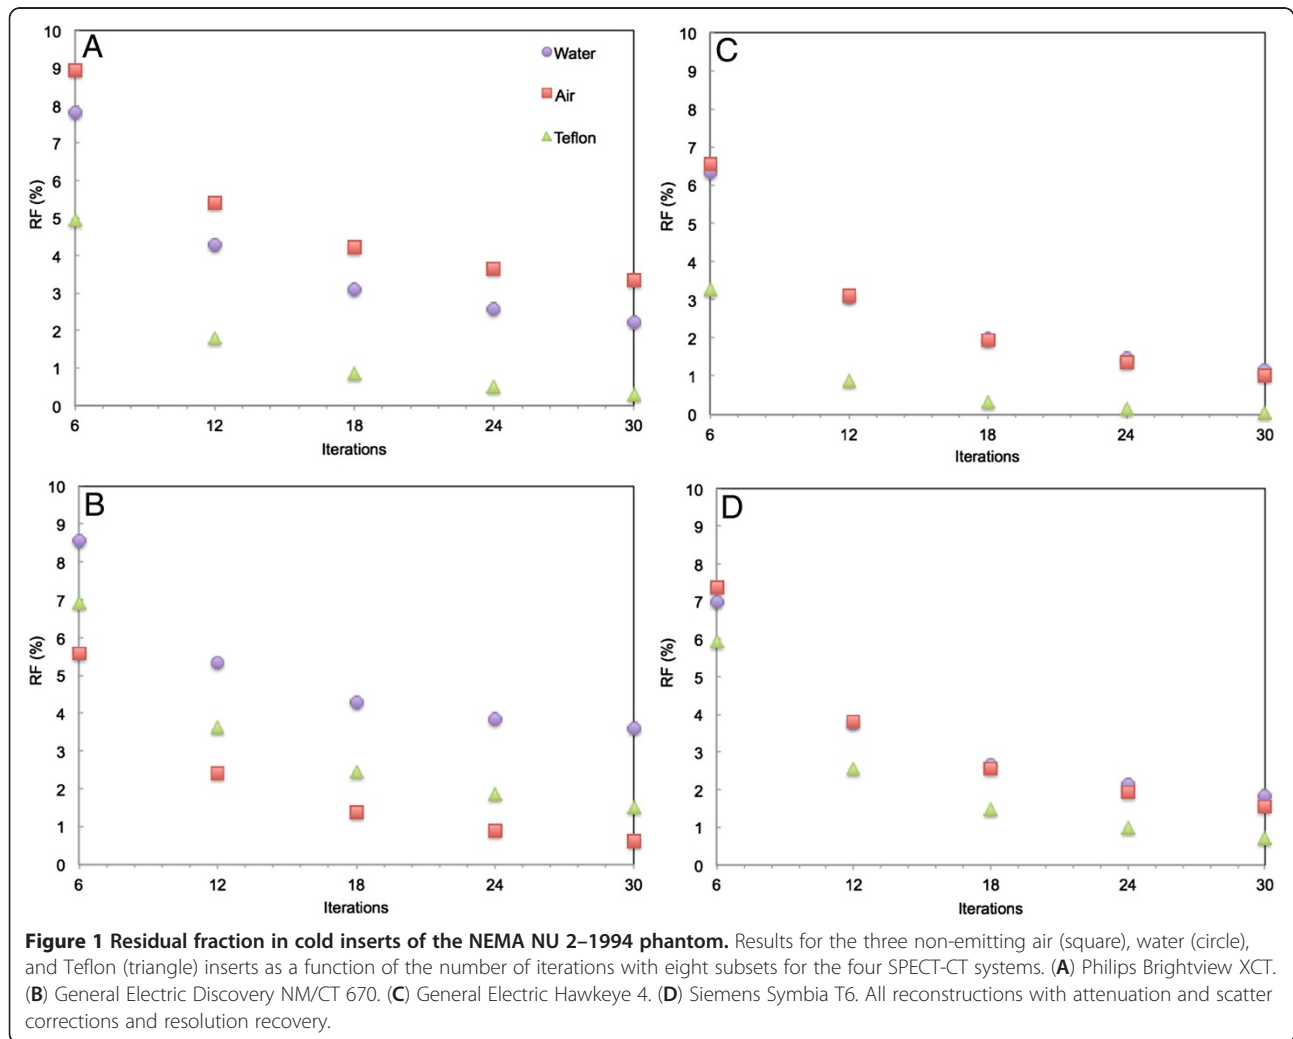 A
10
9
8
7
6
5
4
3
2
1
0
RF (%)
6 12 18 24 30
Iterations
Water
Air
Teflon
C
10
9
8
7
6
5
4
3
2
1
0
RF (%)
6 12 18 24 30
Iterations
B
10
9
8
7
6
5
4
3
2
1
0
RF (%)
6 12 18 24 30
Iterations
D
10
9
8
7
6
5
4
3
2
1
0
RF (%)
6 12 18 24 30
Iterations
Figure 1 Residual fraction in cold inserts of the NEMA NU 2–1994 phantom. Results for the three non-emitting air (square), water (circle),
and Teflon (triangle) inserts as a function of the number of iterations with eight subsets for the four SPECT-CT systems. (A) Philips Brightview XCT.
(B) General Electric Discovery NM/CT 670. (C) General Electric Hawkeye 4. (D) Siemens Symbia T6. All reconstructions with attenuation and scatter
corrections and resolution recovery.